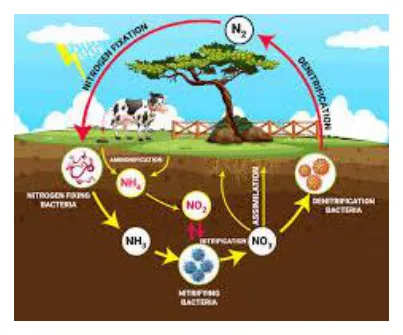 N2
NITROGEN FIXATION
DENITRIFICATION
AMMONIFICATION
NITROGEN FIXING
BACTERIA
NH4
NO2
ASSIMILATION
DENITRIFICATION
BACTERIA
NH3
NITRIFICATION
NO3
NITRIFYING
BACTERIA